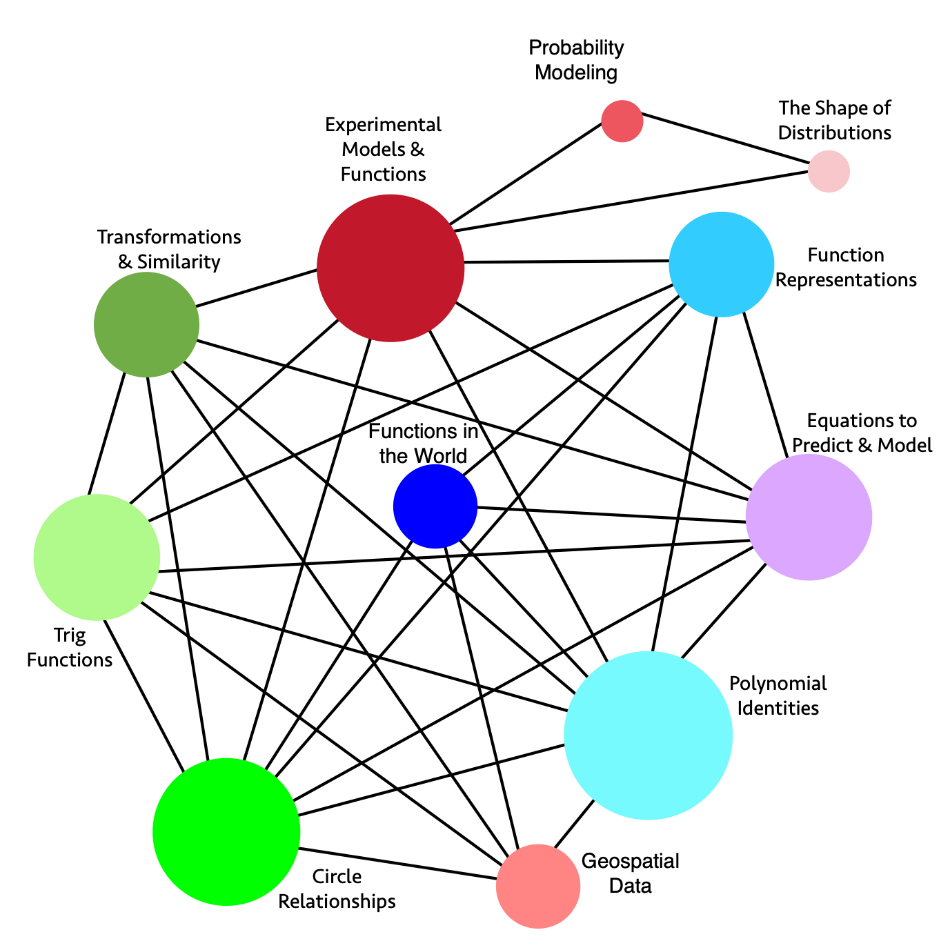 Probability
Modeling
The Shape of
Distributions
Experimental
Models &
Functions
Transformations
& Similarity
Function
Representations
Equations to
Predict & Model
Functions in
the World
Trig
Functions
Polynomial
Identities
Geospatial
Data
Circle
Relationships